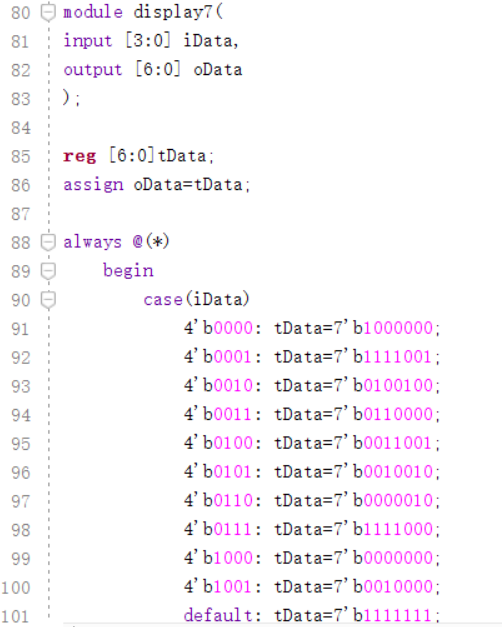 80 module display7(
81 input [3:0] iData,
82 output [6:0] oData
83 );
84
85 reg [6:0]tData;
86 assign oData=tData;
87
88 always @(*)
89 begin
90 case(iData)
91 4'b0000: tData=7'b1000000;
92 4'b0001: tData=7'b1111001;
93 4'b0010: tData=7'b0100100;
94 4'b0011: tData=7'b0110000;
95 4'b0100: tData=7'b0011001;
96 4'b0101: tData=7'b0010010;
97 4'b0110: tData=7'b0000010;
98 4'b0111: tData=7'b1111000;
99 4'b1000: tData=7'b0000000;
100 4'b1001: tData=7'b0010000;
101 default: tData=7'b1111111;